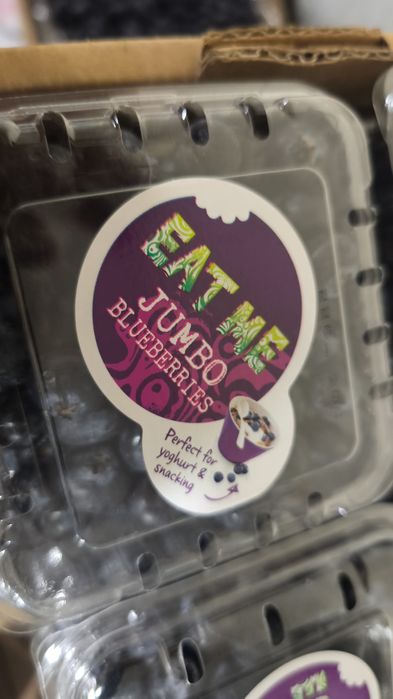 EAT ME
JUMBO
BLUEBERRIES
Perfect for
yoghurt &
snacking